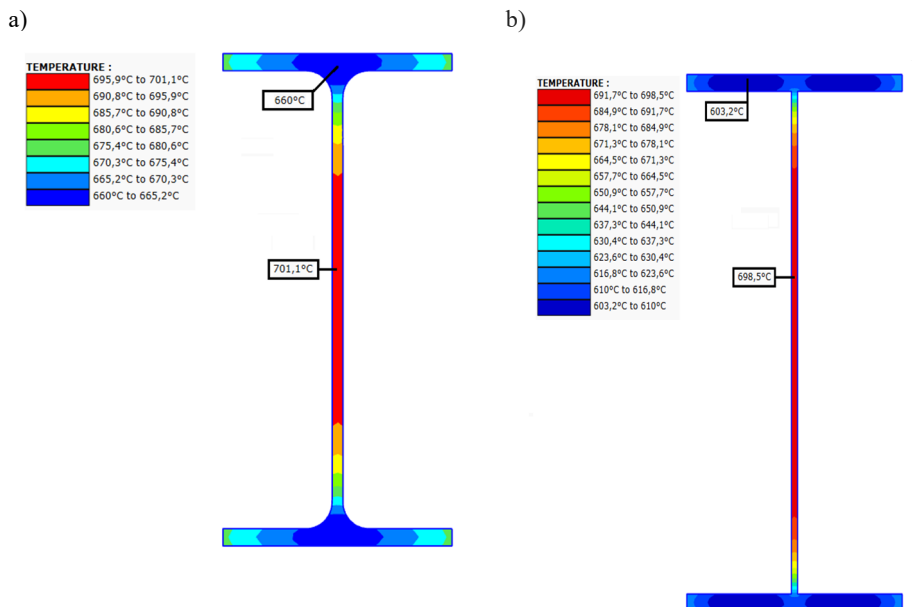 a)
TEMPERATURE :
695,9ºC to 701,1ºC
690,8ºC to 695,9ºC
685,7ºC to 690,8ºC
680,6ºC to 685,7ºC
675,4ºC to 680,6ºC
670,3ºC to 675,4ºC
665,2ºC to 670,3ºC
660ºC to 665,2ºC
660ºC
701,1ºC
b)
TEMPERATURE :
691,7ºC to 698,5ºC
684,9ºC to 691,7ºC
678,1ºC to 684,9ºC
671,3ºC to 678,1ºC
664,5ºC to 671,3ºC
657,7ºC to 664,5ºC
650,9ºC to 657,7ºC
644,1ºC to 650,9ºC
637,3ºC to 644,1ºC
630,4ºC to 637,3ºC
623,6ºC to 630,4ºC
616,8ºC to 623,6ºC
610ºC to 616,8ºC
603,2ºC to 610ºC
603,2ºC
698,5ºC